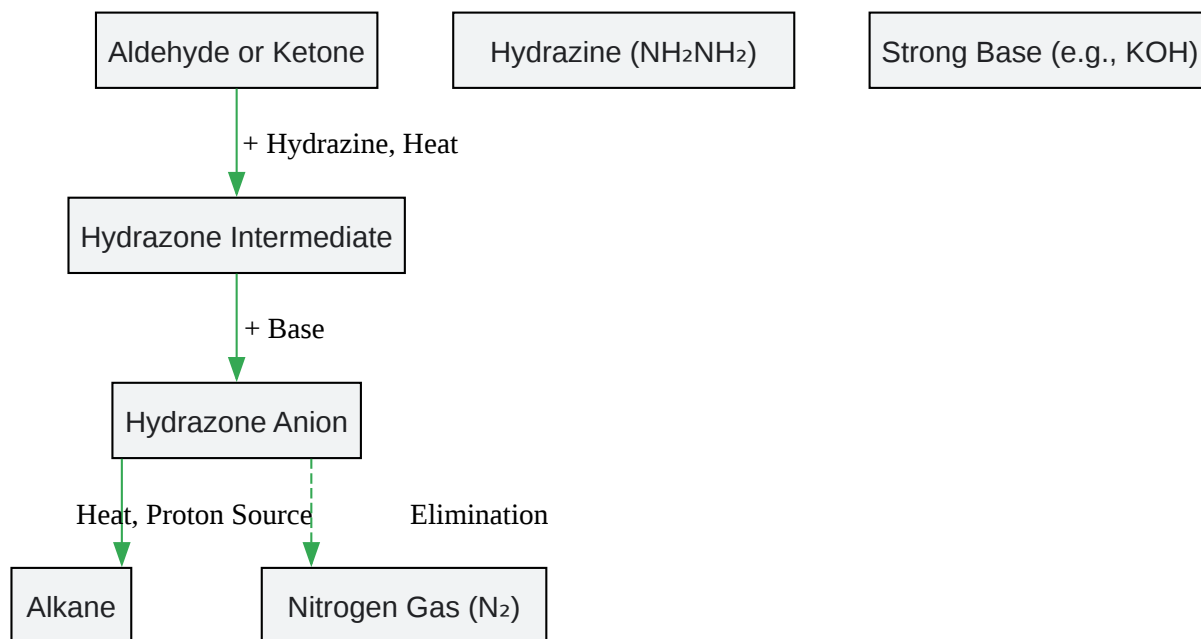 Aldehyde or Ketone
Hydrazine (NH₂NH₂)
Strong Base (e.g., KOH)
+ Hydrazine, Heat
Hydrazone Intermediate
+ Base
Hydrazone Anion
Heat, Proton Source
Elimination
Alkane
Nitrogen Gas (N₂)